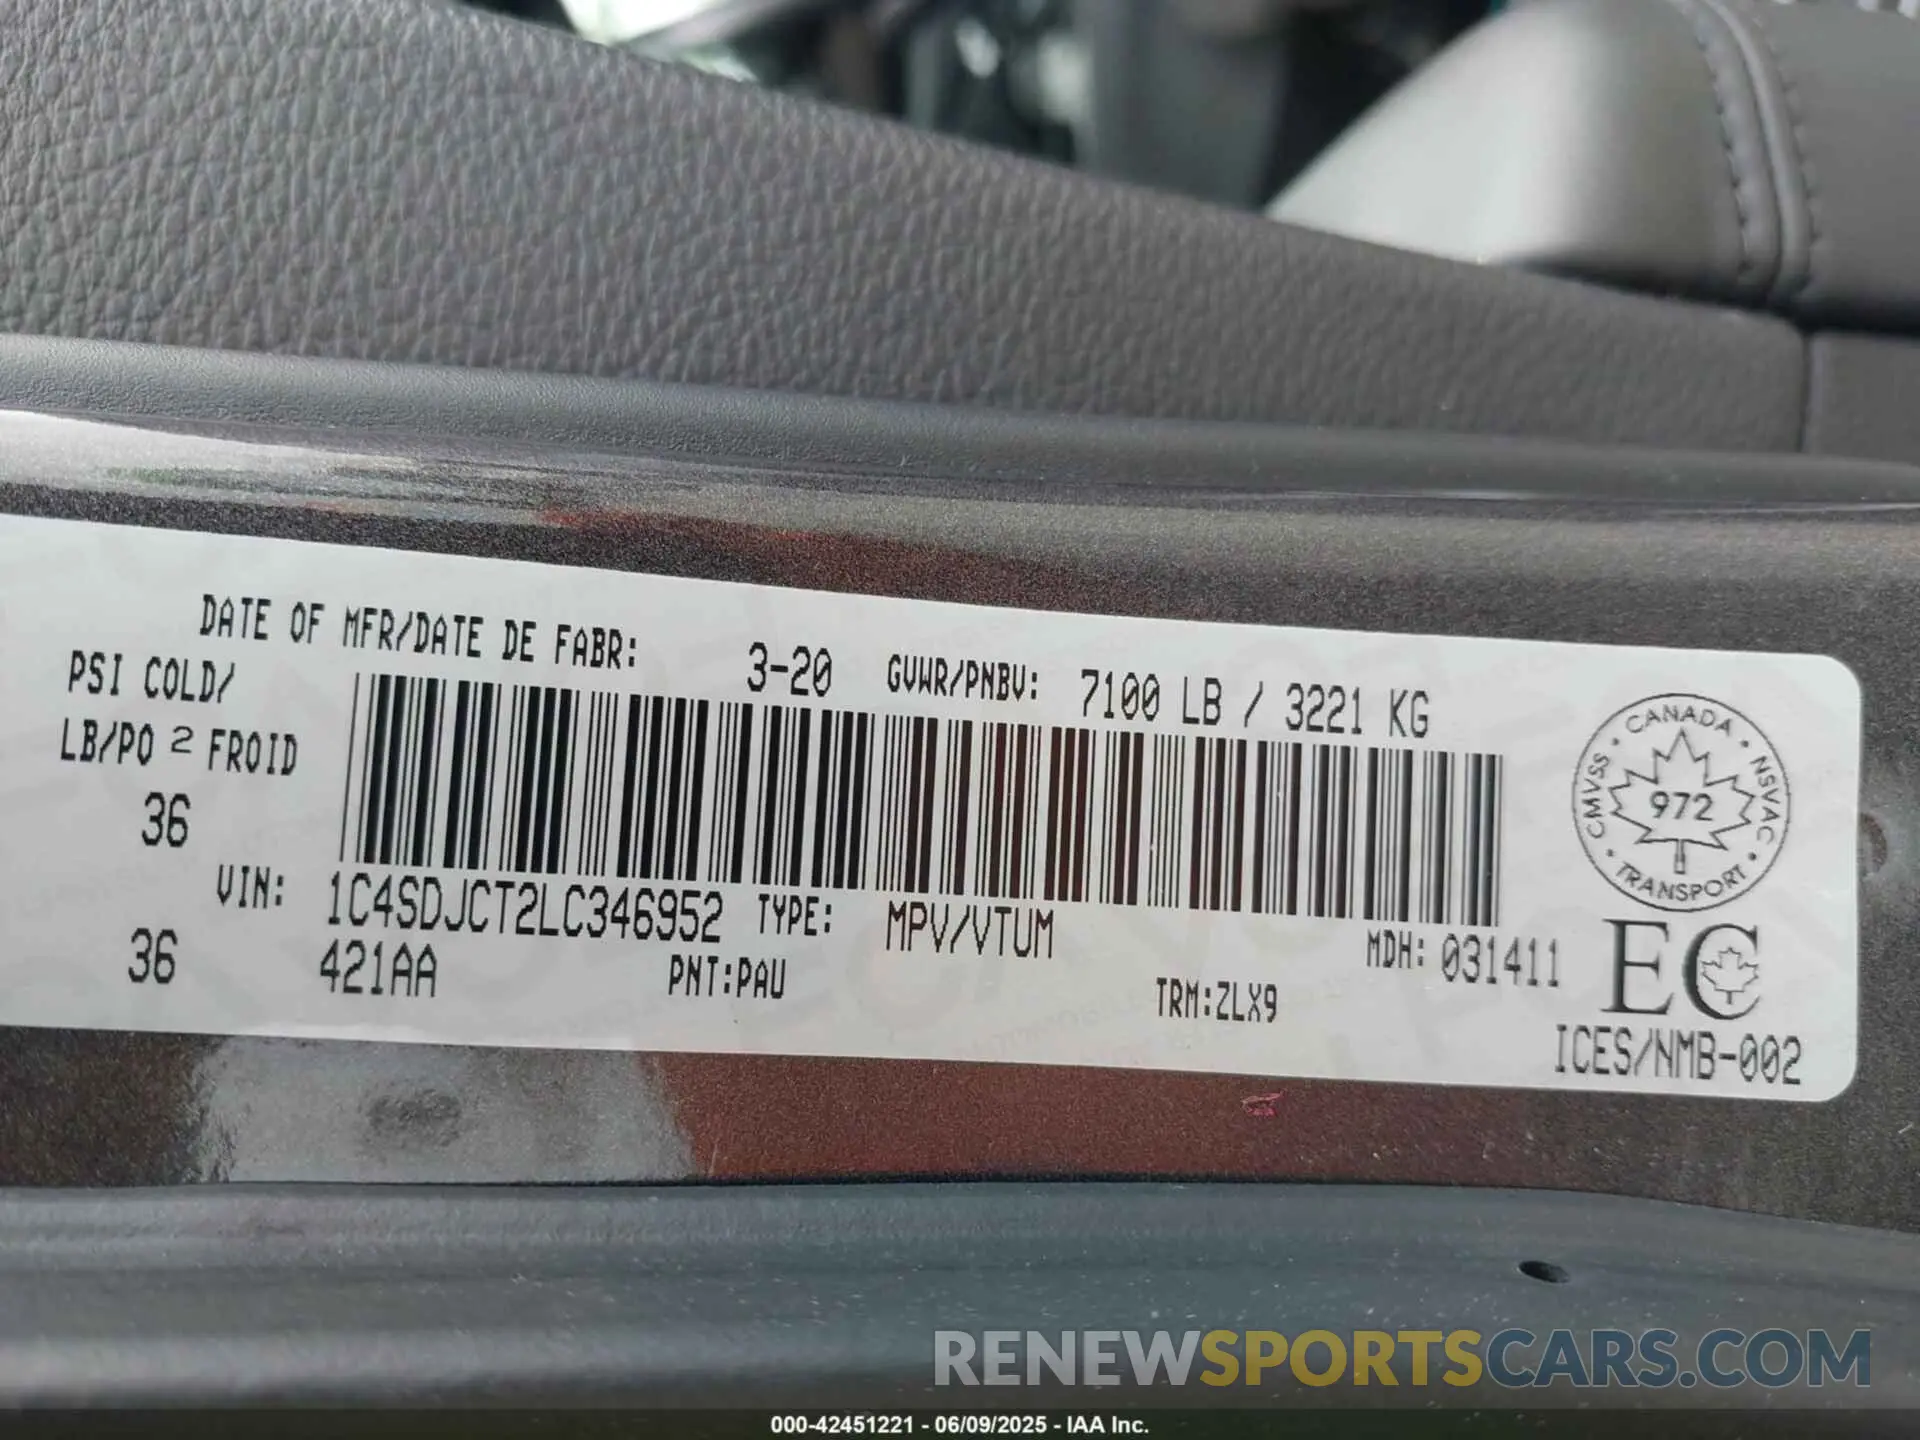 DATE OF MFR/DATE DE FABR: 3-20 GVWR/PNBV: 7100 LB / 3221 KG
PSI COLD/
LB/PO 2 FROID
36
VIN: 1C4SDJCT2LC346952 TYPE: MPV/VTUM MDH: 031411
36 421AA PNT:PAU TRM:ZLX9
CANADA · NSVAC · TRANSPORT · CMVSS ·
972
EC
ICES/NMB-002
RENEWSPORTSCARS.COM
000-42451221 - 06/09/2025 - IAA Inc.